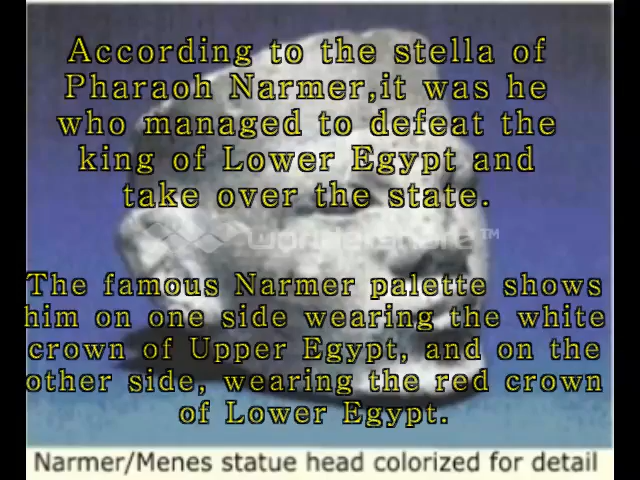 According to the stella of
Pharaoh Narmer,it was he
who managed to defeat the
king of Lower Egypt and
take over the state.
wondershare™
The famous Narmer palette shows
him on one side wearing the white
crown of Upper Egypt, and on the
other side, wearing the red crown
of Lower Egypt.
Narmer/Menes statue head colorized for detail